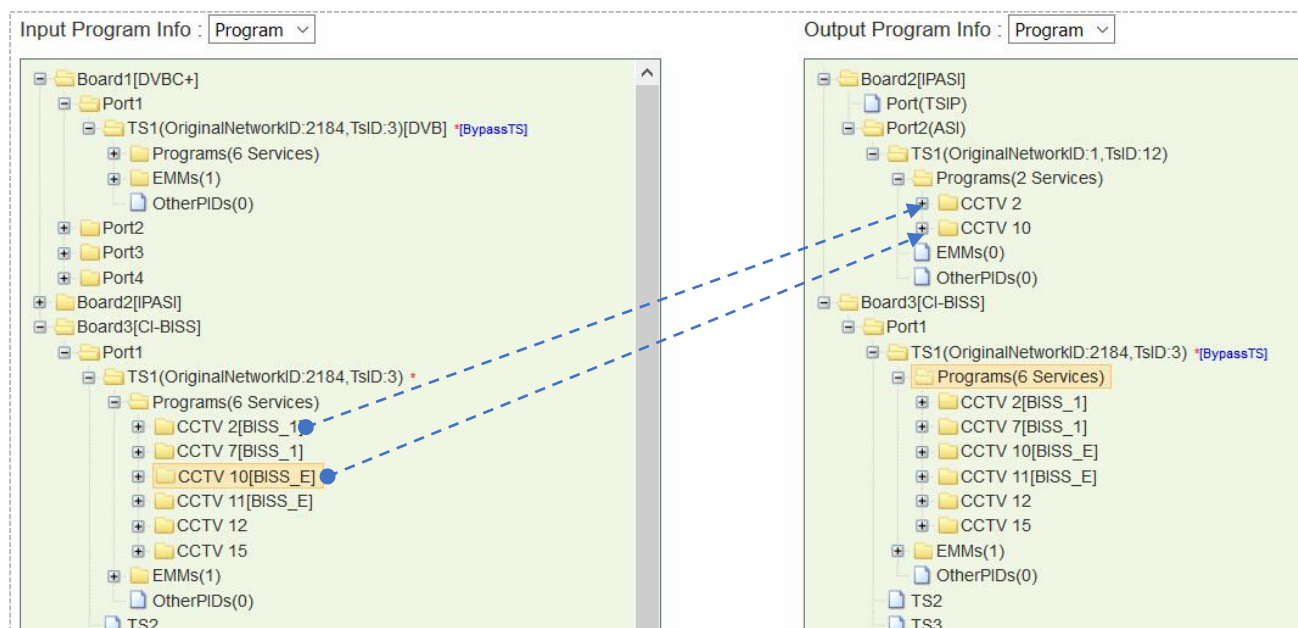 Input Program Info : Program
Board1[DVBC+]
Port1
TS1(OriginalNetworkID:2184,TsID:3)[DVB] *[BypassTS]
Programs(6 Services)
EMMs(1)
OtherPIDs(0)
Port2
Port3
Port4
Board2[IPASI]
Board3[CI-BISS]
Port1
TS1(OriginalNetworkID:2184,TsID:3) *
Programs(6 Services)
CCTV 2[BISS_1]
CCTV 7[BISS_1]
CCTV 10[BISS_E]
CCTV 11[BISS_E]
CCTV 12
CCTV 15
EMMs(1)
OtherPIDs(0)
TS2
Output Program Info : Program
Board2[IPASI]
Port(TSIP)
Port2(ASI)
TS1(OriginalNetworkID:1,TsID:12)
Programs(2 Services)
CCTV 2
CCTV 10
EMMs(0)
OtherPIDs(0)
Board3[CI-BISS]
Port1
TS1(OriginalNetworkID:2184,TsID:3) *[BypassTS]
Programs(6 Services)
CCTV 2[BISS_1]
CCTV 7[BISS_1]
CCTV 10[BISS_E]
CCTV 11[BISS_E]
CCTV 12
CCTV 15
EMMs(1)
OtherPIDs(0)
TS2
TS3